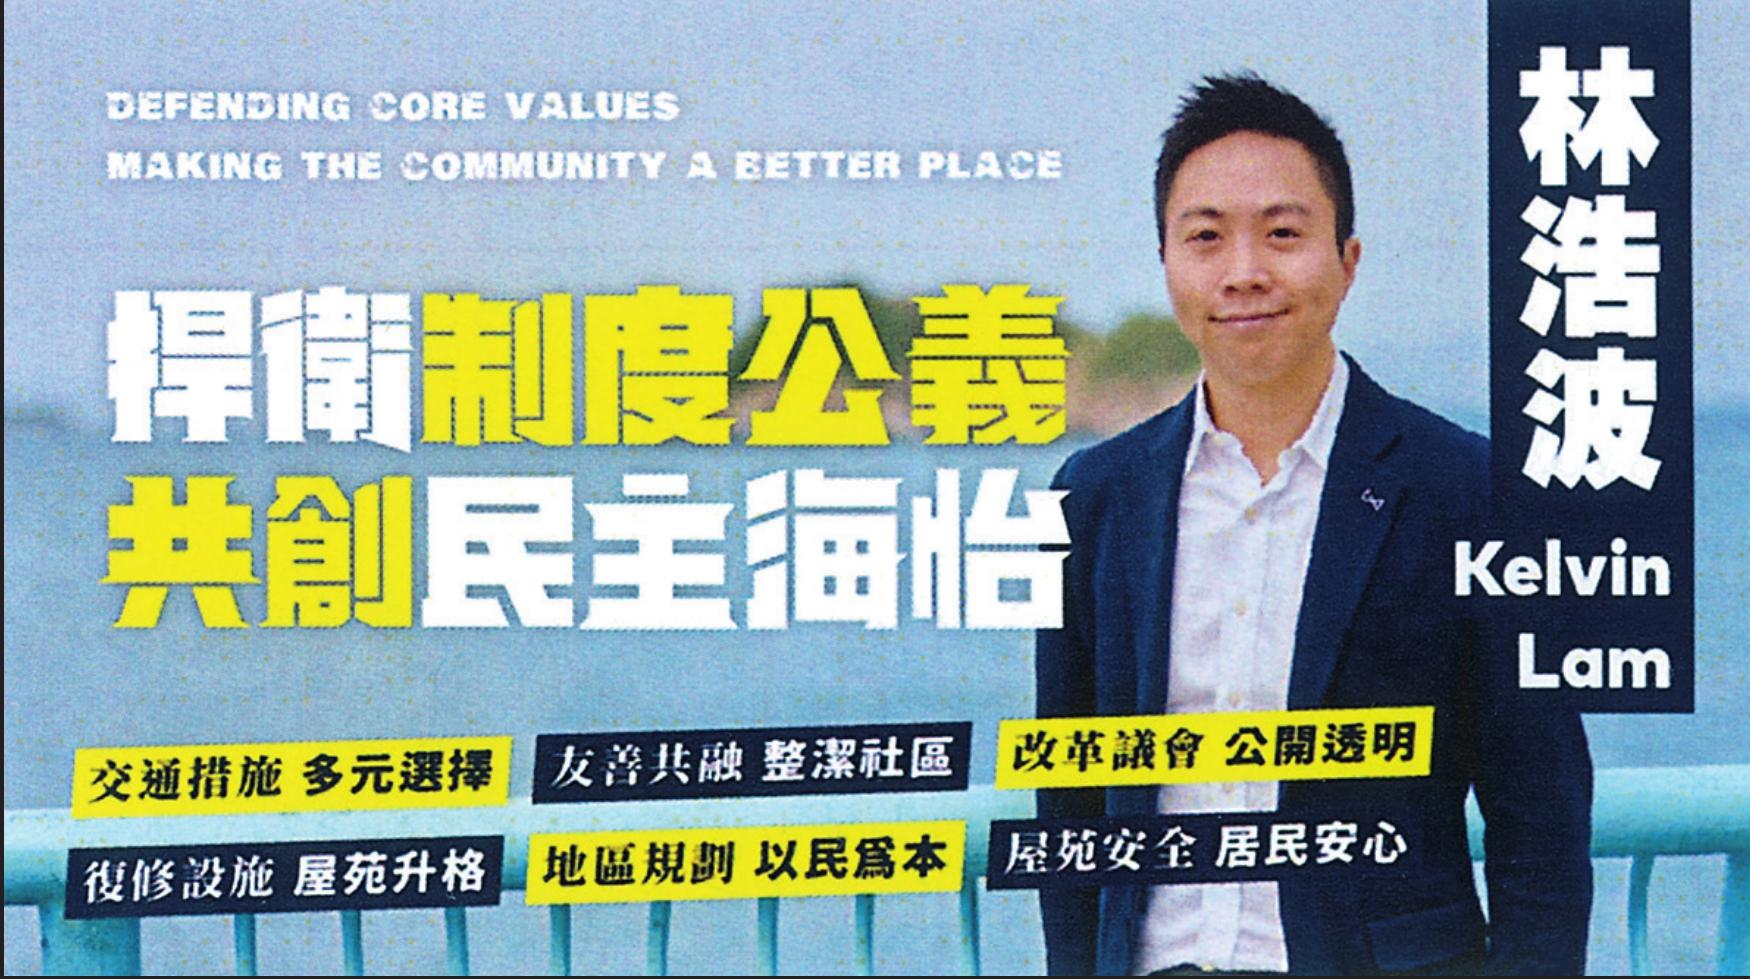 DEFENDING CORE VALUES
MAKING THE COMMUNITY A BETTER PLACE
捍衛制度公義
共創民主海怡
林浩波
Kelvin
Lam
交通措施 多元選擇
友善共融 整潔社區
改革議會 公開透明
復修設施 屋苑升格
地區規劃 以民爲本
屋苑安全 居民安心